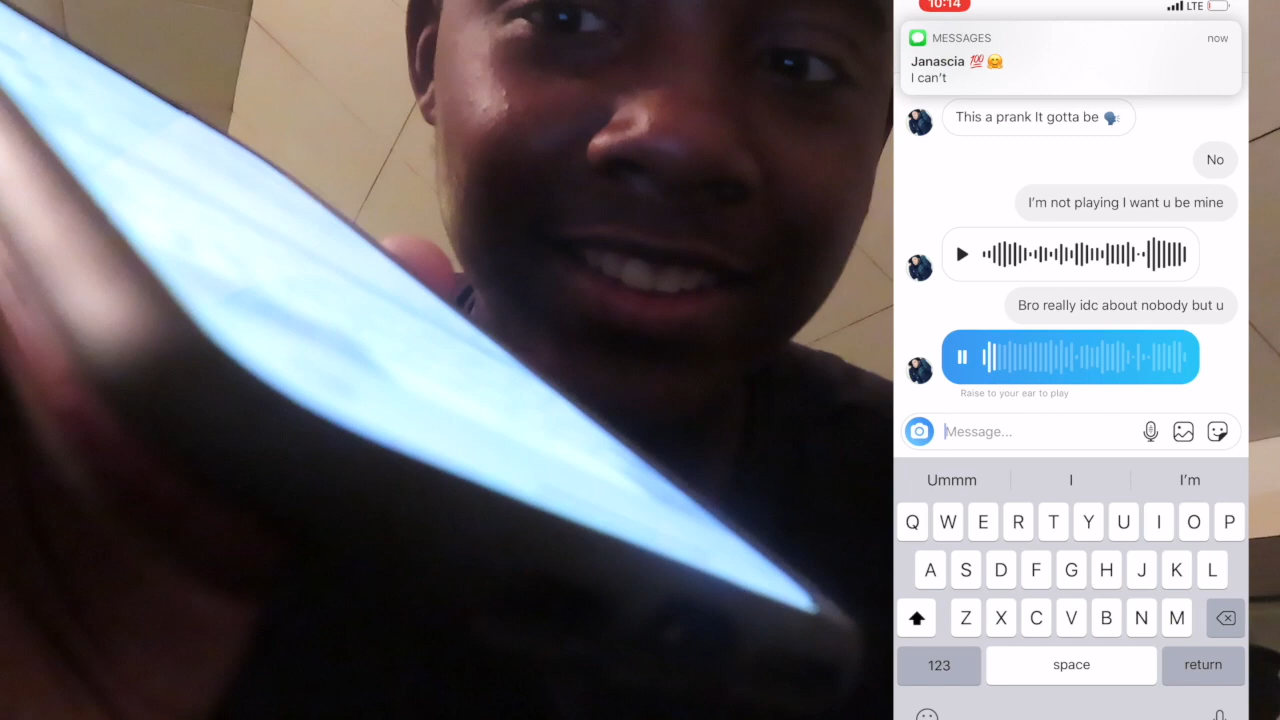 10:14
LTE
MESSAGES
now
Janascia 💯 🤗
I can't
This a prank It gotta be 🗣
No
I'm not playing I want u be mine
Bro really idc about nobody but u
Raise to your ear to play
Message...
Ummm
I
I'm
Q W E R T Y U I O P
A S D F G H J K L
Z X C V B N M
123
space
return